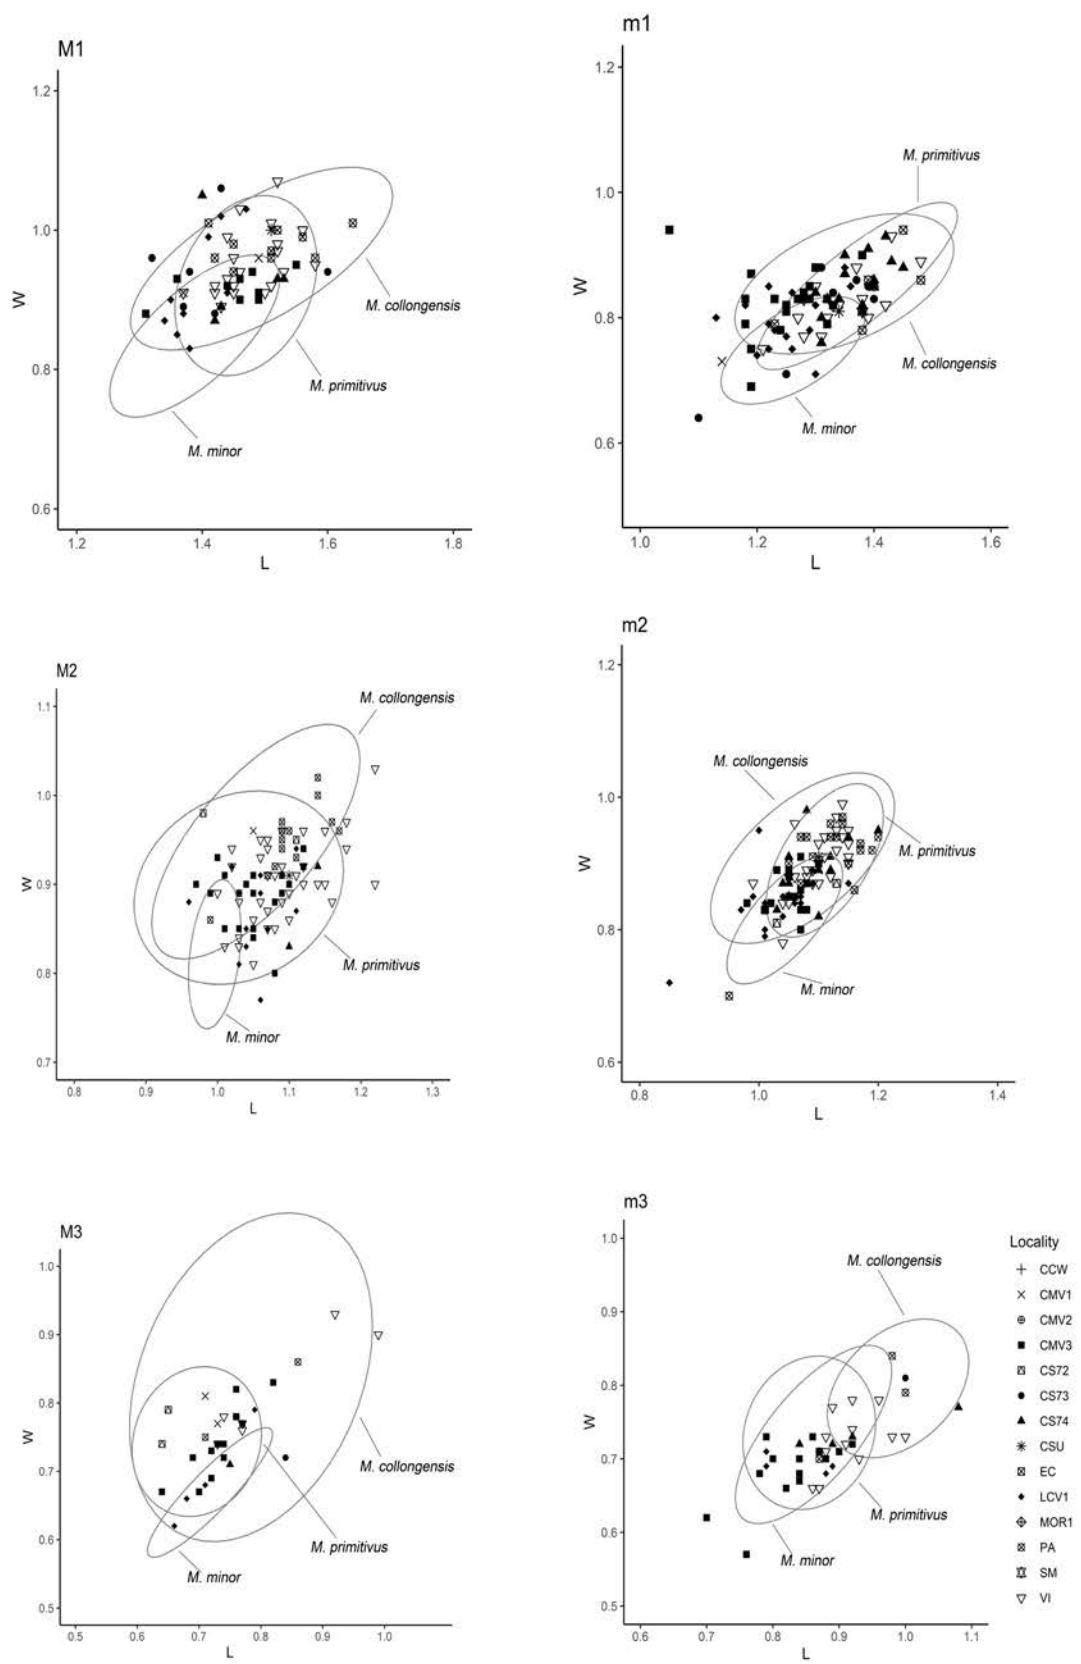 M1
1.2
1.0
0.8
0.6
W
1.2
1.4
1.6
1.8
L
M. collongensis
M. primitivus
M. minor
m1
1.2
1.0
0.8
0.6
W
1.0
1.2
1.4
1.6
L
M. primitivus
M. collongensis
M. minor
M2
1.1
1.0
0.9
0.8
0.7
W
0.8
0.9
1.0
1.1
1.2
1.3
L
M. collongensis
M. primitivus
M. minor
m2
1.2
1.0
0.8
0.6
W
0.8
1.0
1.2
1.4
L
M. collongensis
M. primitivus
M. minor
M3
1.0
0.9
0.8
0.7
0.6
0.5
W
0.5
0.6
0.7
0.8
0.9
1.0
L
M. collongensis
M. primitivus
M. minor
m3
1.0
0.9
0.8
0.7
0.6
0.5
W
0.6
0.7
0.8
0.9
1.0
1.1
L
M. collongensis
M. primitivus
M. minor
Locality
CCW
CMV1
CMV2
CMV3
CS72
CS73
CS74
CSU
EC
LCV1
MOR1
PA
SM
VI